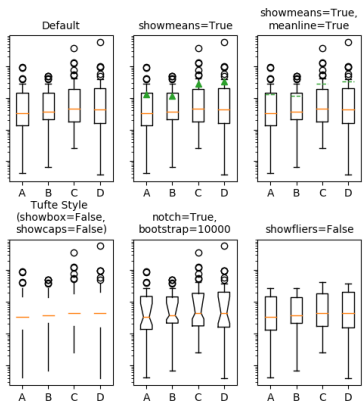 Default
showmeans=True
showmeans=True,
meanline=True
A B C D
A B C D
A B C D
Tufte Style
(showbox=False,
showcaps=False)
notch=True,
bootstrap=10000
showfliers=False
A B C D
A B C D
A B C D